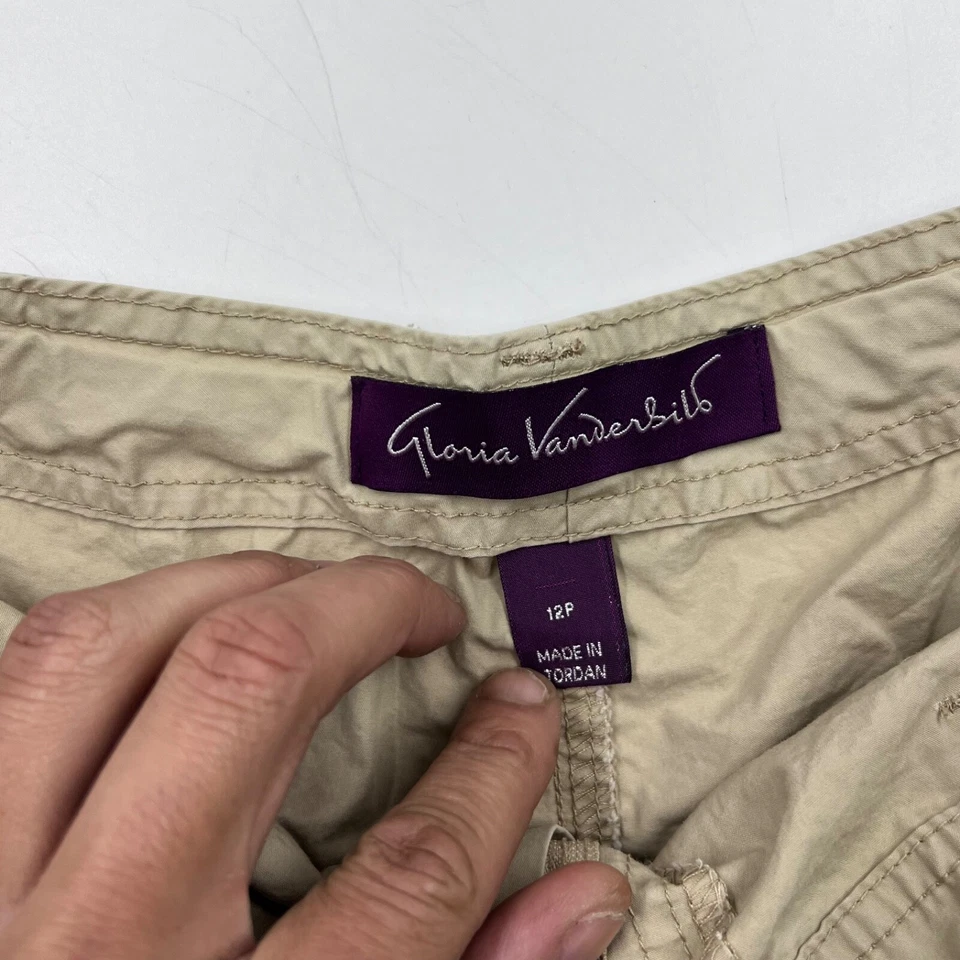 Gloria Vanderbilt
12P
MADE IN
JORDAN